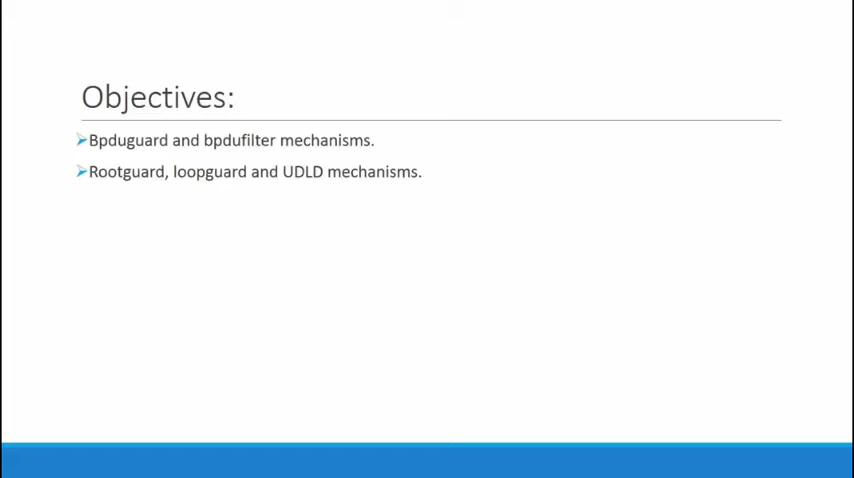 Objectives:
Bpduguard and bpdufilter mechanisms.
Rootguard, loopguard and UDLD mechanisms.